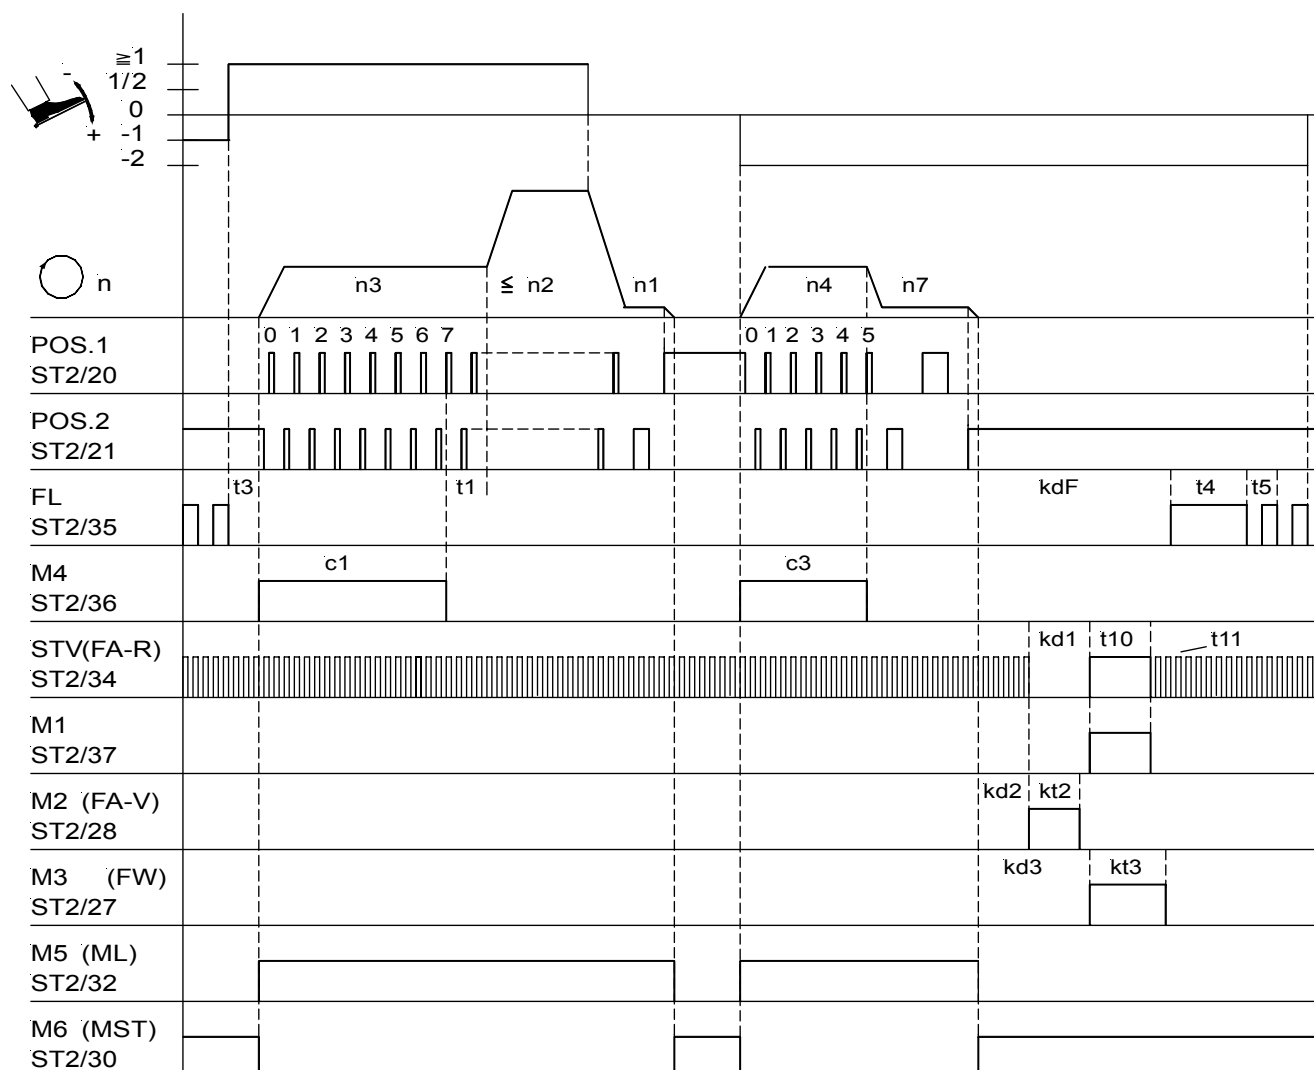 ≧1
- 1/2
0
+ -1
-2
n
n3 ≦ n2 n1 n4 n7
0 1 2 3 4 5 6 7 0 1 2 3 4 5
POS.1
ST2/20
POS.2
ST2/21
t3 t1 kdF t4 t5
FL
ST2/35
c1 c3
M4
ST2/36
STV(FA-R) kd1 t10 t11
ST2/34
M1
ST2/37
M2 (FA-V) kd2 kt2
ST2/28
M3 (FW) kd3 kt3
ST2/27
M5 (ML)
ST2/32
M6 (MST)
ST2/30